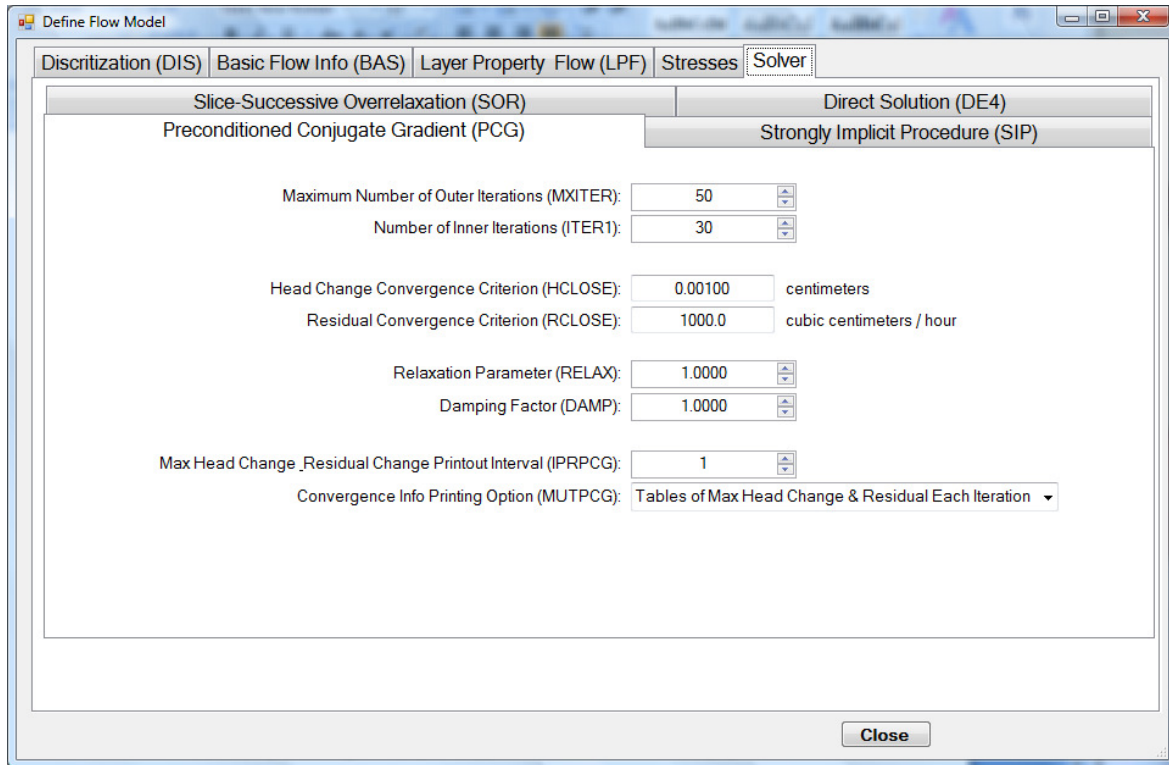 Define Flow Model
Discritization (DIS) Basic Flow Info (BAS) Layer Property Flow (LPF) Stresses Solver
Slice-Successive Overrelaxation (SOR) Direct Solution (DE4)
Preconditioned Conjugate Gradient (PCG) Strongly Implicit Procedure (SIP)
Maximum Number of Outer Iterations (MXITER): 50
Number of Inner Iterations (ITER1): 30
Head Change Convergence Criterion (HCLOSE): 0.00100 centimeters
Residual Convergence Criterion (RCLOSE): 1000.0 cubic centimeters / hour
Relaxation Parameter (RELAX): 1.0000
Damping Factor (DAMP): 1.0000
Max Head Change _Residual Change Printout Interval (IPRPCG): 1
Convergence Info Printing Option (MUTPCG): Tables of Max Head Change & Residual Each Iteration
Close